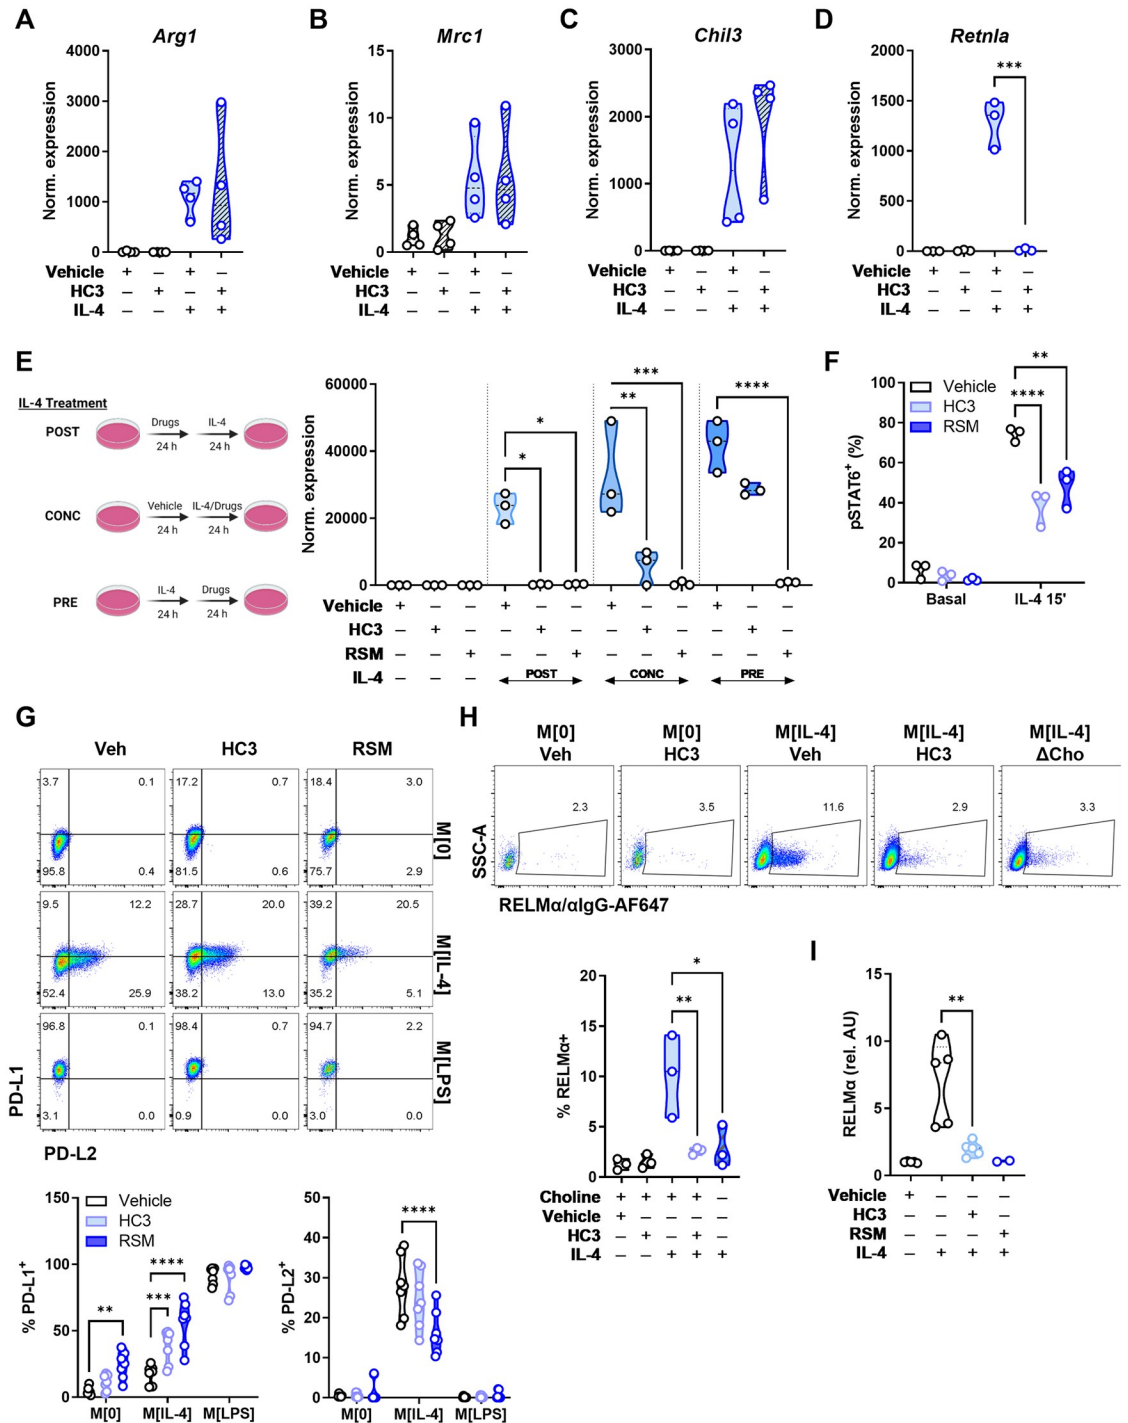 A
Arg1
Norm. expression
4000
3000
2000
1000
0
Vehicle + – – –
HC3 – + – +
IL-4 – – + +
B
Mrc1
Norm. expression
15
10
5
0
Vehicle + – + –
HC3 – + – +
IL-4 – – + +
C
Chil3
Norm. expression
3000
2000
1000
0
Vehicle + – + –
HC3 – + – +
IL-4 – – + +
D
Retnla
Norm. expression
2000
1500
1000
500
0
***
Vehicle + – + –
HC3 – + – +
IL-4 – – + +
E
IL-4 Treatment
POST
Drugs
24 h
IL-4
24 h
CONC
Vehicle
24 h
IL-4/Drugs
24 h
PRE
IL-4
24 h
Drugs
24 h
Norm. expression
60000
40000
20000
0
*
*
**
***
****
Vehicle + – – + – – + – – + – –
HC3 – + – – + – – + – – + –
RSM – – + – – + – – + – – +
IL-4 – – – POST CONC PRE
F
pSTAT6+ (%)
100
80
60
40
20
0
Vehicle
HC3
RSM
**
****
Basal
IL-4 15'
G
Veh HC3 RSM
3.7 0.1 17.2 0.7 18.4 3.0
95.8 0.4 81.5 0.6 75.7 2.9
M[0]
9.5 12.2 28.7 20.0 39.2 20.5
52.4 25.9 38.2 13.0 35.2 5.1
M[IL-4]
96.8 0.1 98.4 0.7 94.7 2.2
3.1 0.0 0.9 0.0 3.0 0.0
M[LPS]
PD-L1
PD-L2
% PD-L1+
150
100
50
0
Vehicle
HC3
RSM
**
***
****
M[0] M[IL-4] M[LPS]
% PD-L2+
50
40
30
20
10
0
****
M[0] M[IL-4] M[LPS]
H
M[0] M[0] M[IL-4] M[IL-4] M[IL-4]
Veh HC3 Veh HC3 ΔCho
2.3 3.5 11.6 2.9 3.3
SSC-A
RELMα/αIgG-AF647
% RELMα+
20
15
10
5
0
*
**
Choline + + + + –
Vehicle + – – – –
HC3 – + – + –
IL-4 – – + + +
I
RELMα (rel. AU)
15
10
5
0
**
Vehicle + – – –
HC3 – – + –
RSM – – – +
IL-4 – + + +